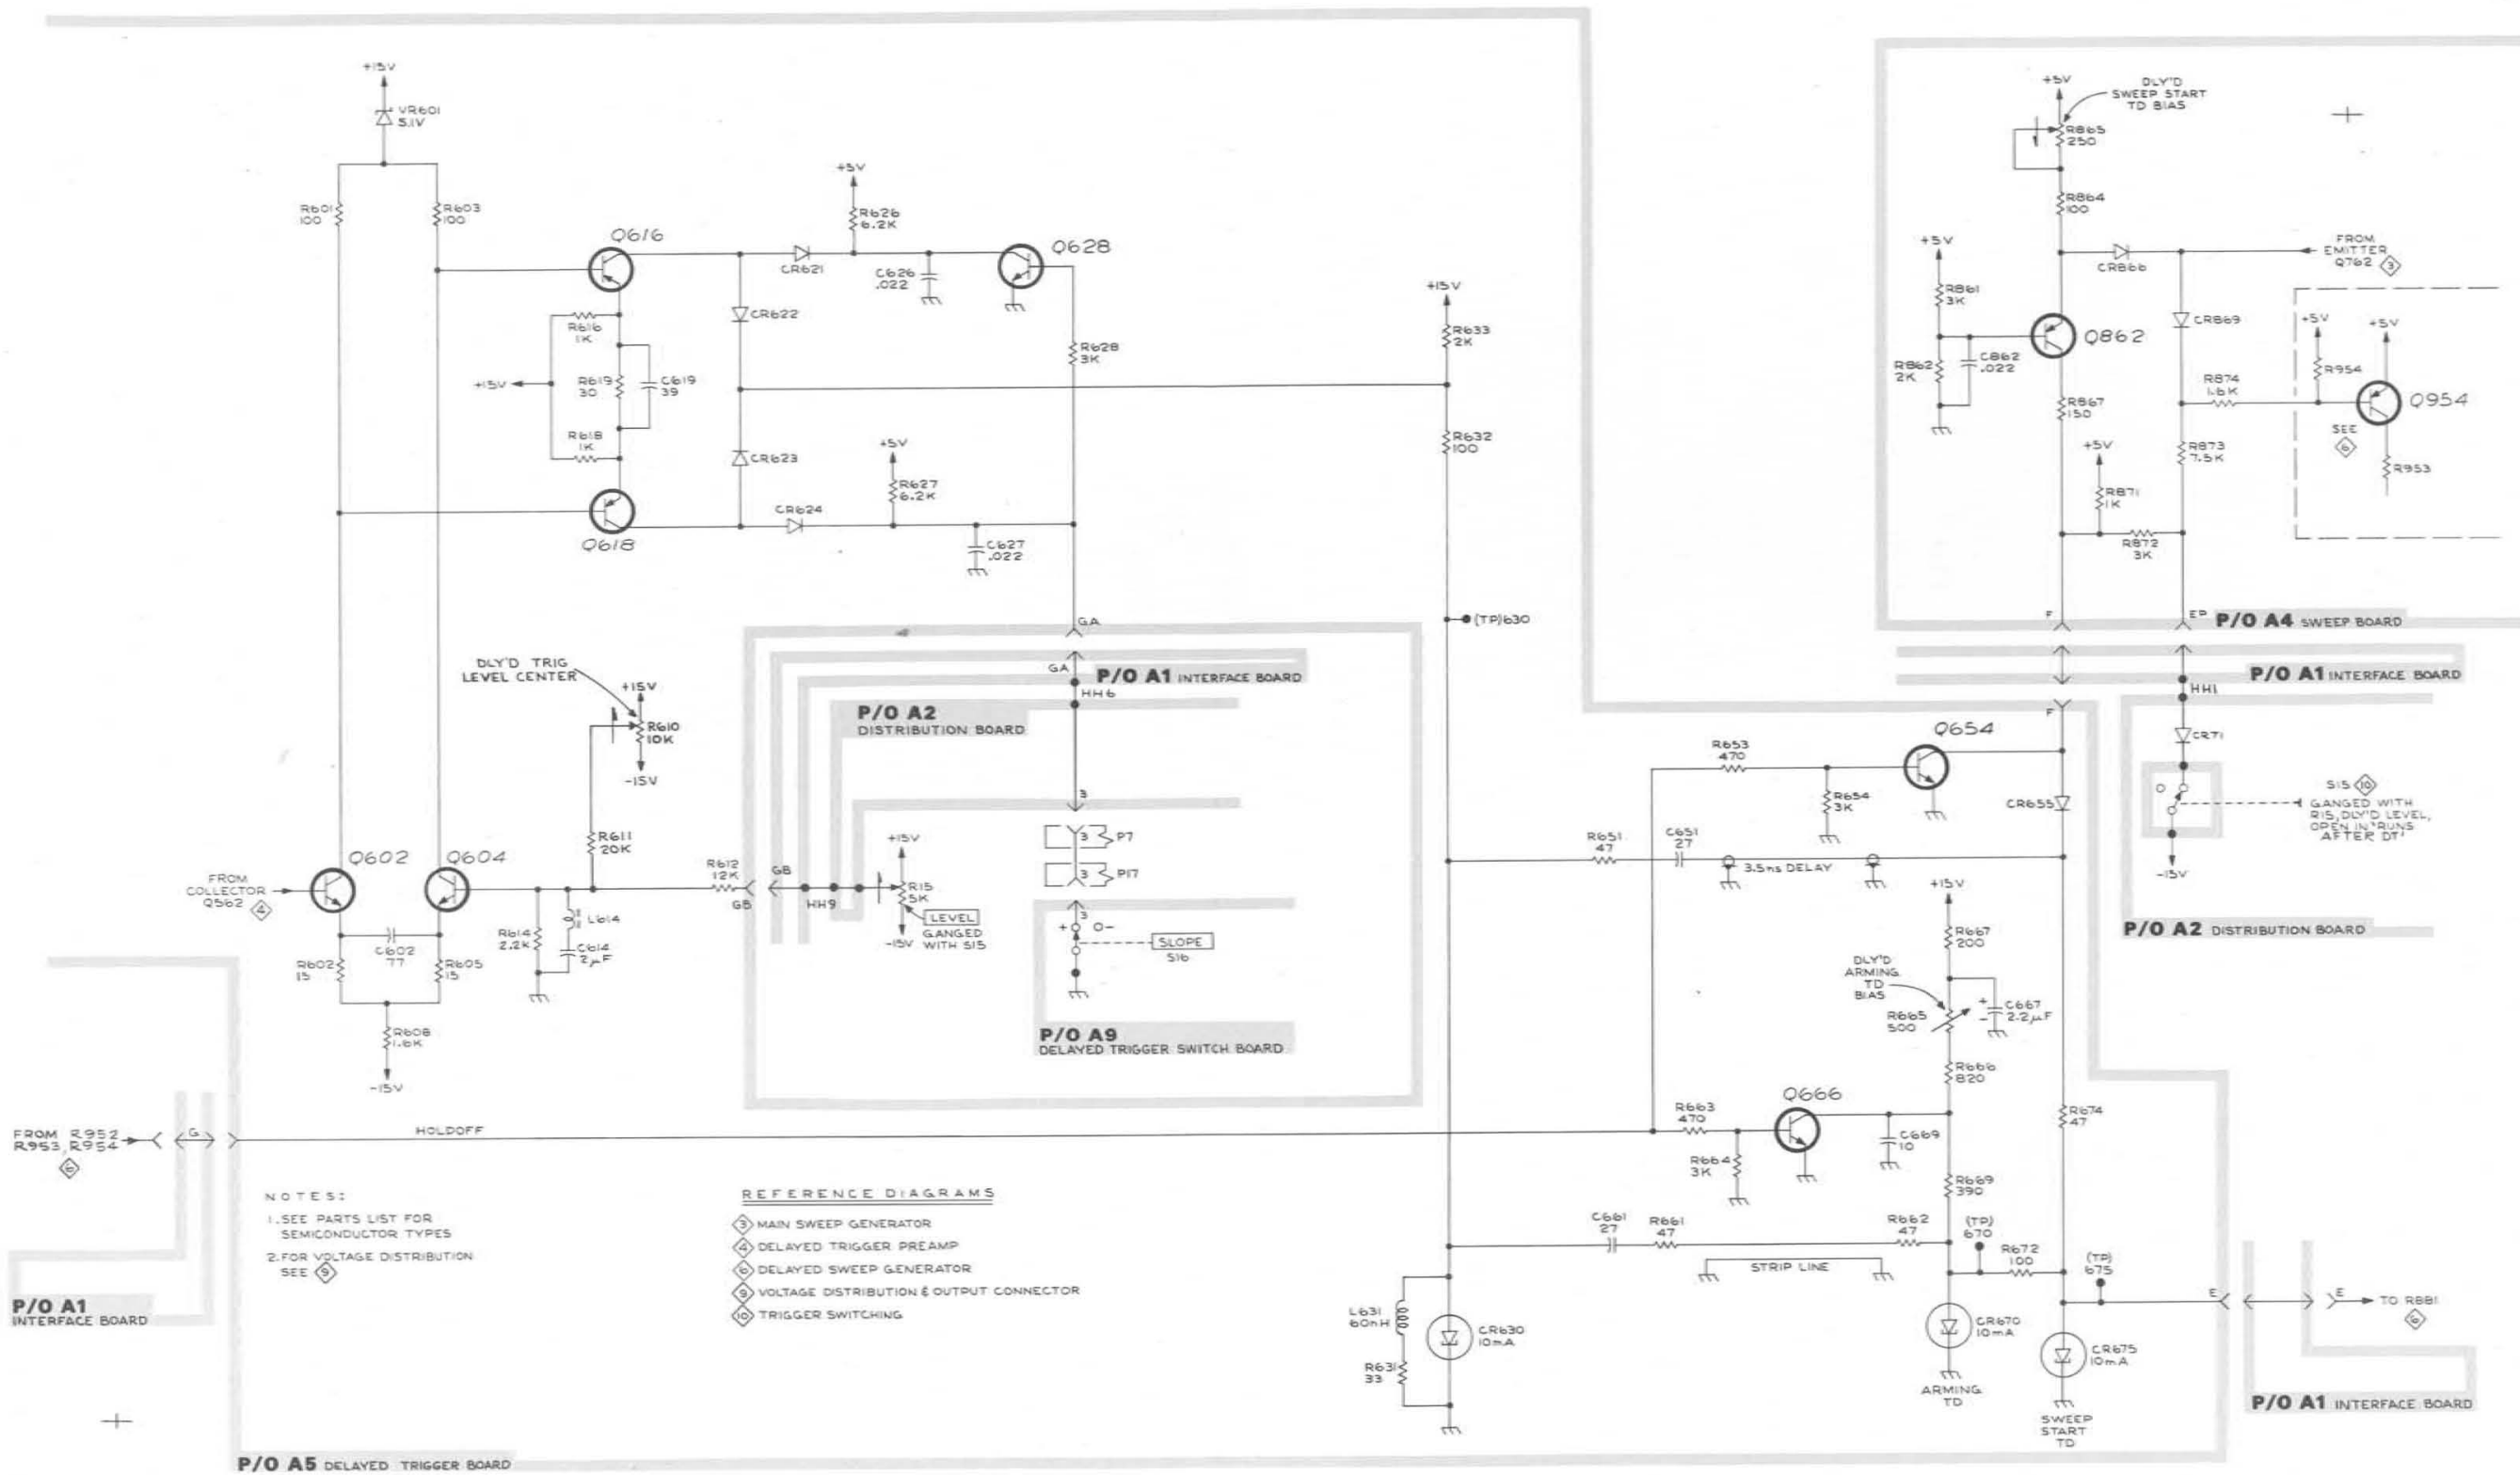 +15V
VR601
5.1V
R601
100
R603
100
Q616
+5V
R626
6.2K
CR621
C626
.022
Q628
R616
1K
CR622
+15V
R619
30
C619
39
R628
3K
R618
1K
CR623
+5V
R627
6.2K
CR624
Q618
C627
.022
+15V
R633
2K
R632
100
(TP)630
+5V
DLY'D
SWEEP START
TD BIAS
R865
250
R864
100
+5V
FROM
EMITTER
Q762
3
CR866
R861
3K
CR869
+5V
+5V
Q862
C862
.022
R862
2K
R874
1.6K
R954
Q954
R867
150
SEE
6
+5V
R873
7.5K
R953
R871
1K
R872
3K
F
EP
P/O A4 SWEEP BOARD
P/O A1 INTERFACE BOARD
HH1
F
GA
GA
P/O A1 INTERFACE BOARD
HH6
P/O A2
DISTRIBUTION BOARD
DLY'D TRIG
LEVEL CENTER
+15V
R610
10K
-15V
R611
20K
3
3
P7
3
P17
3
+15V
R612
12K
GB
GB
HH9
R15
5K
LEVEL
GANGED
WITH S15
-15V
+
O-
SLOPE
S16
P/O A9
DELAYED TRIGGER SWITCH BOARD
Q602
Q604
FROM
COLLECTOR
Q562
4
L614
R614
2.2K
C614
2µF
C602
77
R602
15
R605
15
R608
1.6K
-15V
Q654
R653
470
R654
3K
CR655
R651
47
C651
27
3.5ns DELAY
CR71
S15 10
GANGED WITH
R15, DLY'D LEVEL,
OPEN IN 'RUNS
AFTER DT'
-15V
P/O A2 DISTRIBUTION BOARD
+15V
R667
200
DLY'D
ARMING
TD
BIAS
R665
500
+
-
C667
2.2µF
R666
820
Q666
R663
470
R664
3K
C669
10
R674
47
R669
390
C661
27
R661
47
R662
47
(TP)
670
R672
100
(TP)
675
STRIP LINE
L631
60nH
R631
33
CR630
10mA
CR670
10mA
ARMING
TD
CR675
10mA
SWEEP
START
TD
E
E
TO R881
6
P/O A1 INTERFACE BOARD
FROM R952
R953, R954
6
G
HOLDOFF
P/O A1
INTERFACE BOARD
NOTES:
1. SEE PARTS LIST FOR
SEMICONDUCTOR TYPES
2. FOR VOLTAGE DISTRIBUTION
SEE 9
REFERENCE DIAGRAMS
3 MAIN SWEEP GENERATOR
4 DELAYED TRIGGER PREAMP
6 DELAYED SWEEP GENERATOR
9 VOLTAGE DISTRIBUTION & OUTPUT CONNECTOR
10 TRIGGER SWITCHING
P/O A5 DELAYED TRIGGER BOARD